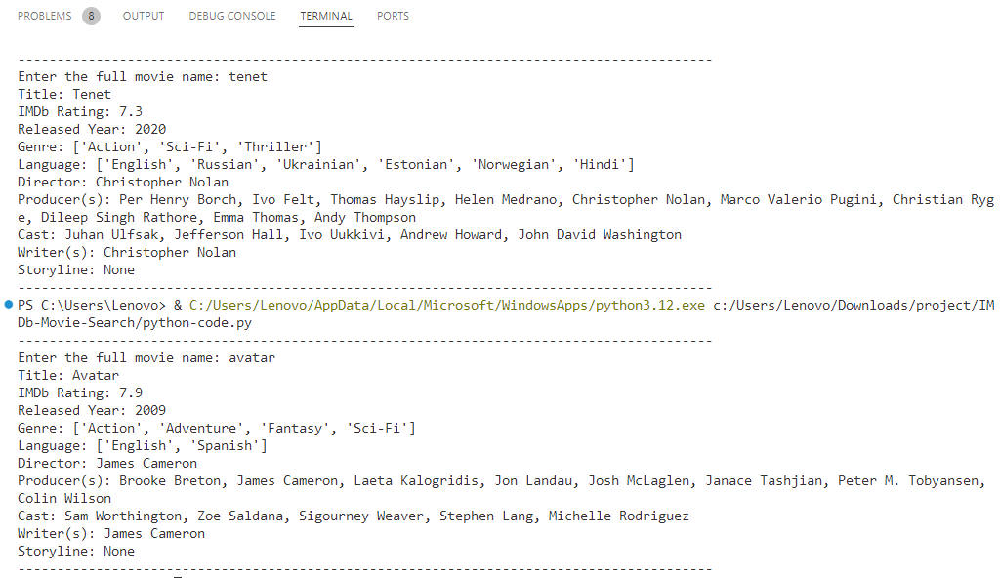 PROBLEMS 8 OUTPUT DEBUG CONSOLE TERMINAL PORTS
-----------------------------------------------------------------------------------------
Enter the full movie name: tenet
Title: Tenet
IMDb Rating: 7.3
Released Year: 2020
Genre: ['Action', 'Sci-Fi', 'Thriller']
Language: ['English', 'Russian', 'Ukrainian', 'Estonian', 'Norwegian', 'Hindi']
Director: Christopher Nolan
Producer(s): Per Henry Borch, Ivo Felt, Thomas Hayslip, Helen Medrano, Christopher Nolan, Marco Valerio Pugini, Christian Ryg
e, Dileep Singh Rathore, Emma Thomas, Andy Thompson
Cast: Juhan Ulfsak, Jefferson Hall, Ivo Uukkivi, Andrew Howard, John David Washington
Writer(s): Christopher Nolan
Storyline: None
-----------------------------------------------------------------------------------------
PS C:\Users\Lenovo> & C:/Users/Lenovo/AppData/Local/Microsoft/WindowsApps/python3.12.exe c:/Users/Lenovo/Downloads/project/IM
Db-Movie-Search/python-code.py
-----------------------------------------------------------------------------------------
Enter the full movie name: avatar
Title: Avatar
IMDb Rating: 7.9
Released Year: 2009
Genre: ['Action', 'Adventure', 'Fantasy', 'Sci-Fi']
Language: ['English', 'Spanish']
Director: James Cameron
Producer(s): Brooke Breton, James Cameron, Laeta Kalogridis, Jon Landau, Josh McLaglen, Janace Tashjian, Peter M. Tobyansen,
Colin Wilson
Cast: Sam Worthington, Zoe Saldana, Sigourney Weaver, Stephen Lang, Michelle Rodriguez
Writer(s): James Cameron
Storyline: None
-----------------------------------------------------------------------------------------